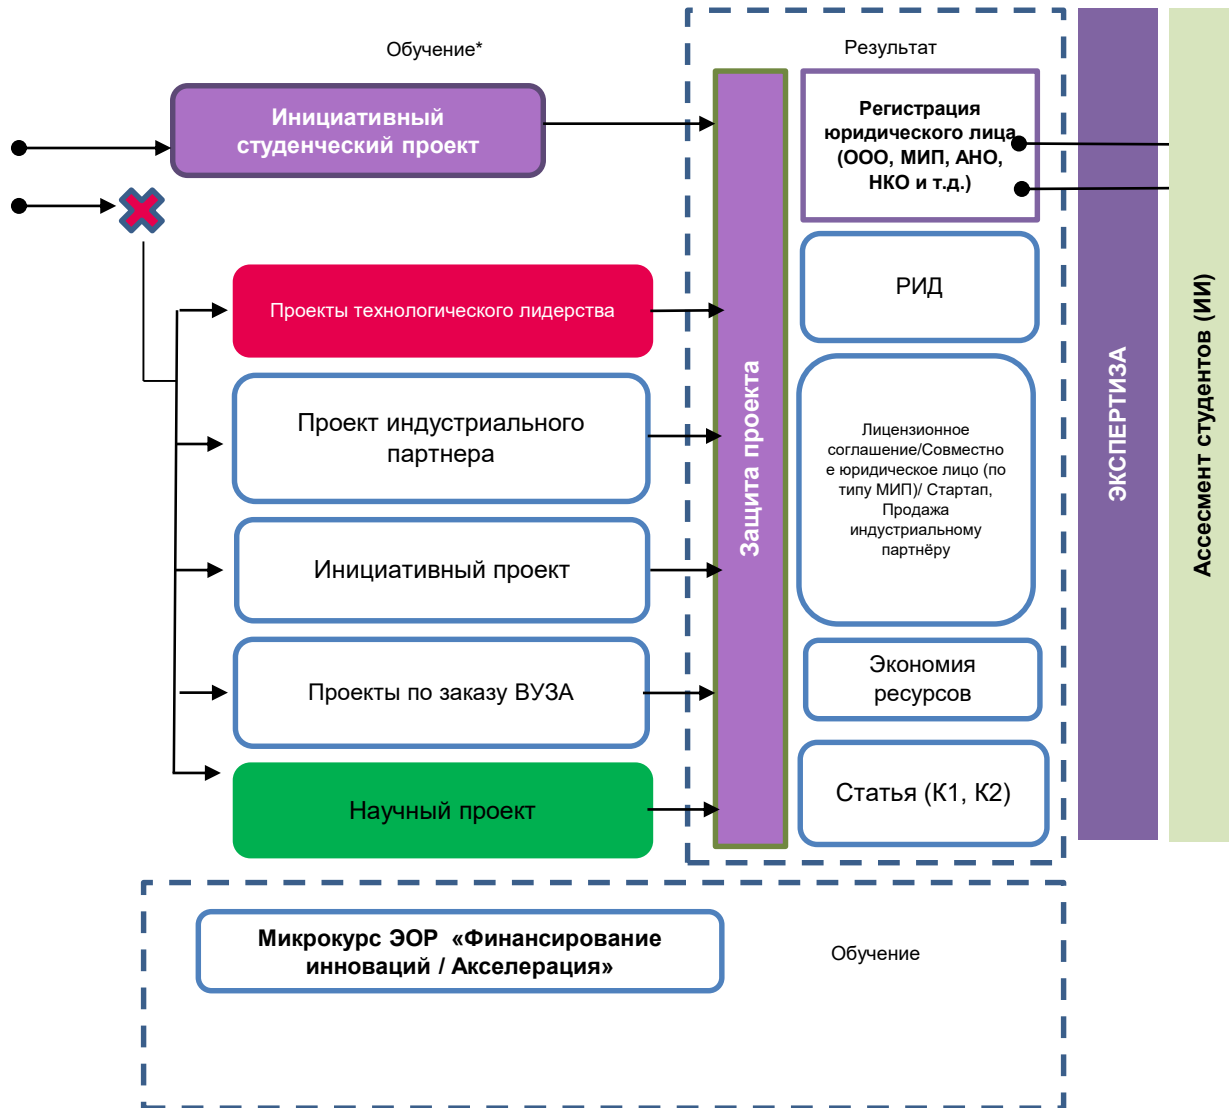 Обучение*
Результат
Инициативный
студенческий проект
Регистрация
юридического лица
(ООО, МИП, АНО,
НКО и т.д.)
РИД
Проекты технологического лидерства
Проект индустриального
партнера
Инициативный проект
Проекты по заказу ВУЗА
Научный проект
Защита проекта
Лицензионное
соглашение/Совместно
е юридическое лицо (по
типу МИП)/ Стартап,
Продажа
индустриальному
партнёру
Экономия
ресурсов
Статья (К1, К2)
ЭКСПЕРТИЗА
Ассесмент студентов (ИИ)
Микрокурс ЭОР «Финансирование
инноваций / Акселерация»
Обучение